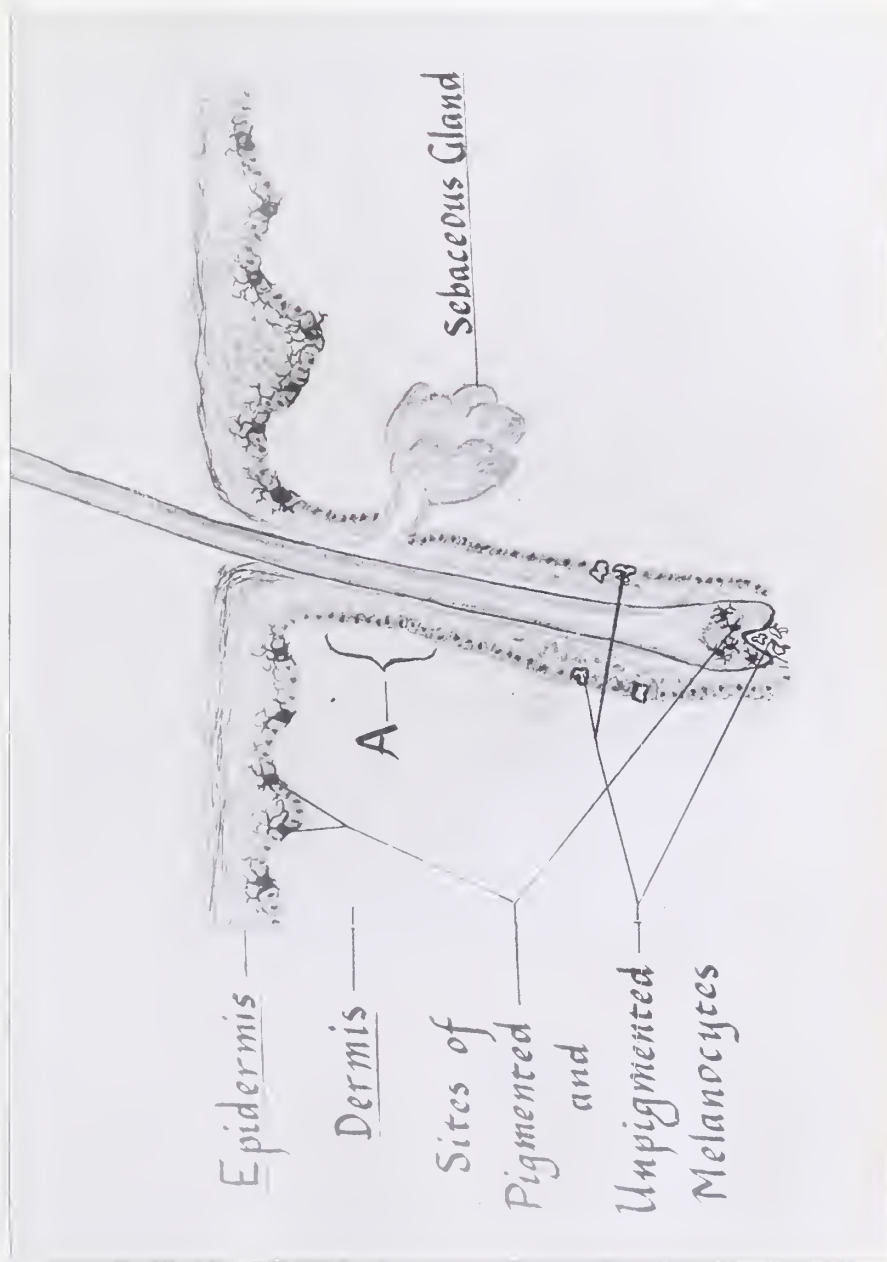 Epidermis
Dermis
Sites of
Pigmented
and
Unpigmented
Melanocytes
A
Sebaceous Gland